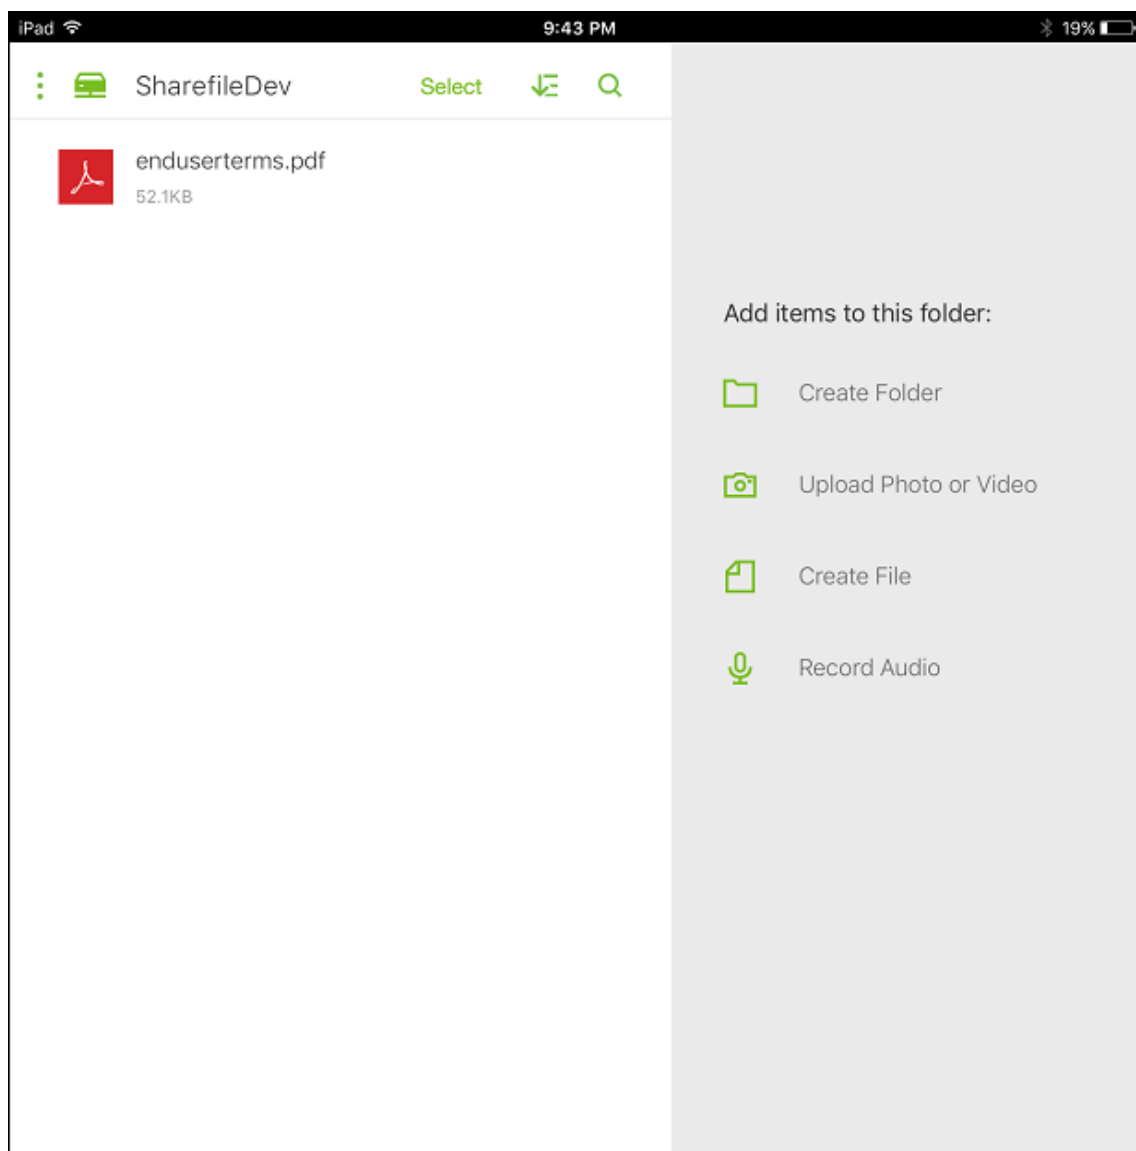 iPad 9:43 PM 19%
SharefileDev Select
enduserterms.pdf
52.1KB
Add items to this folder:
Create Folder
Upload Photo or Video
Create File
Record Audio